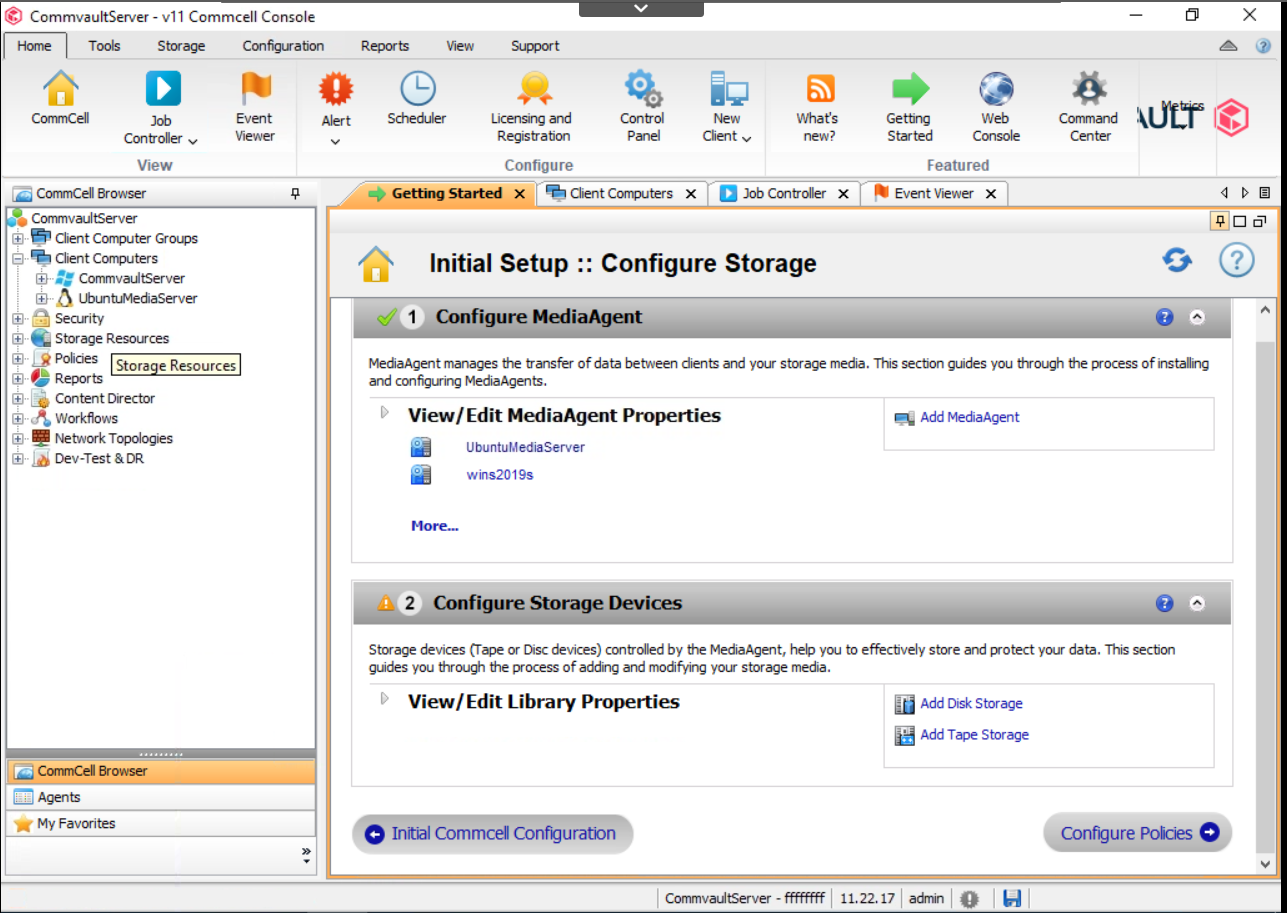 CommvaultServer - v11 Commcell Console
Home Tools Storage Configuration Reports View Support
CommCell
Job
Controller
Event
Viewer
View
Alert
Scheduler
Licensing and
Registration
Control
Panel
New
Client
Configure
What's
new?
Getting
Started
Web
Console
Command
Center
Featured
Metrics
AULT
CommCell Browser
CommvaultServer
Client Computer Groups
Client Computers
CommvaultServer
UbuntuMediaServer
Security
Storage Resources
Policies
Storage Resources
Reports
Content Director
Workflows
Network Topologies
Dev-Test & DR
CommCell Browser
Agents
My Favorites
»
Getting Started Client Computers Job Controller Event Viewer
Initial Setup :: Configure Storage
?
1 Configure MediaAgent ?
MediaAgent manages the transfer of data between clients and your storage media. This section guides you through the process of installing
and configuring MediaAgents.
View/Edit MediaAgent Properties
UbuntuMediaServer
wins2019s
More...
Add MediaAgent
2 Configure Storage Devices ?
Storage devices (Tape or Disc devices) controlled by the MediaAgent, help you to effectively store and protect your data. This section
guides you through the process of adding and modifying your storage media.
View/Edit Library Properties
Add Disk Storage
Add Tape Storage
Initial Commcell Configuration
Configure Policies
CommvaultServer - ffffffff 11.22.17 admin